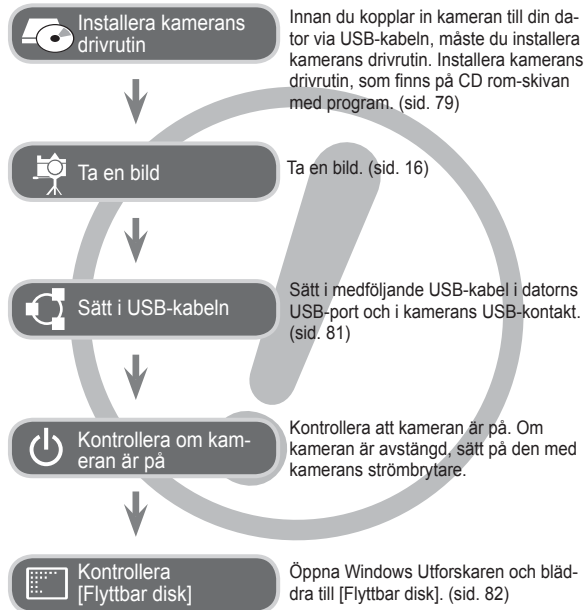 Installera kamerans
drivrutin
Innan du kopplar in kameran till din da-
tor via USB-kabeln, måste du installera
kamerans drivrutin. Installera kamerans
drivrutin, som finns på CD rom-skivan
med program. (sid. 79)
Ta en bild
Ta en bild. (sid. 16)
Sätt i USB-kabeln
Sätt i medföljande USB-kabel i datorns
USB-port och i kamerans USB-kontakt.
(sid. 81)
Kontrollera om kam-
eran är på
Kontrollera att kameran är på. Om
kameran är avstängd, sätt på den med
kamerans strömbrytare.
Kontrollera
[Flyttbar disk]
Öppna Windows Utforskaren och bläd-
dra till [Flyttbar disk]. (sid. 82)